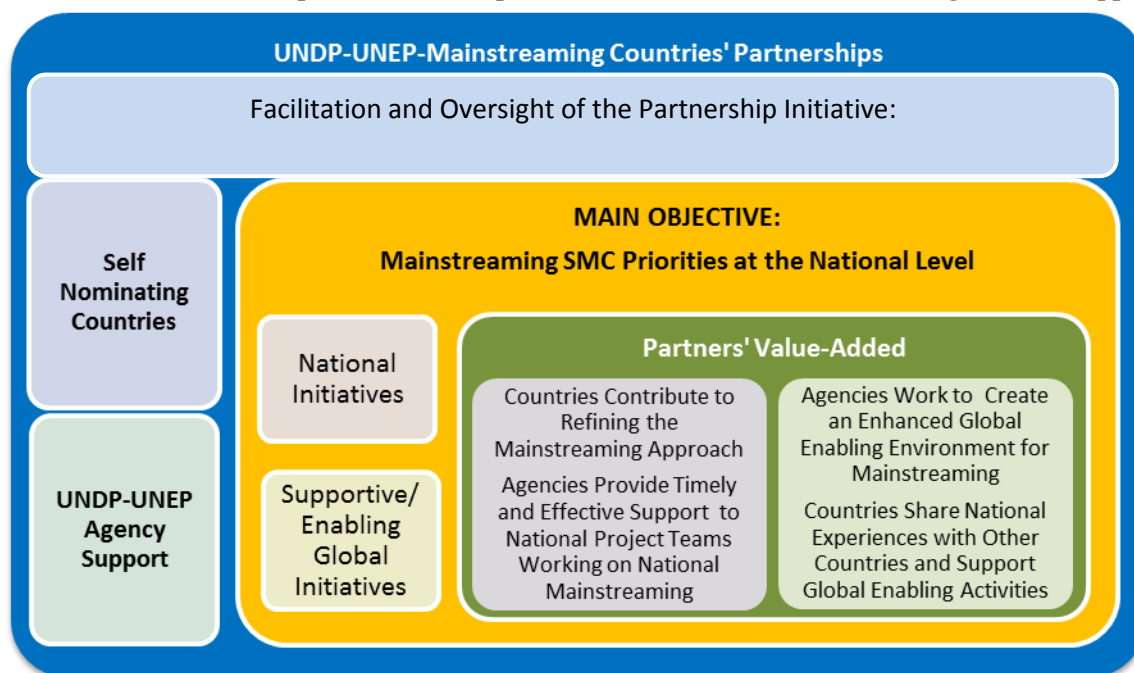 UNDP-UNEP-Mainstreaming Countries' Partnerships
Facilitation and Oversight of the Partnership Initiative:
Self
Nominating
Countries
UNDP-UNEP
Agency
Support
MAIN OBJECTIVE:
Mainstreaming SMC Priorities at the National Level
National
Initiatives
Supportive/
Enabling
Global
Initiatives
Partners' Value-Added
Countries Contribute to
Refining the
Mainstreaming Approach
Agencies Provide Timely
and Effective Support to
National Project Teams
Working on National
Mainstreaming
Agencies Work to Create
an Enhanced Global
Enabling Environment for
Mainstreaming
Countries Share National
Experiences with Other
Countries and Support
Global Enabling Activities